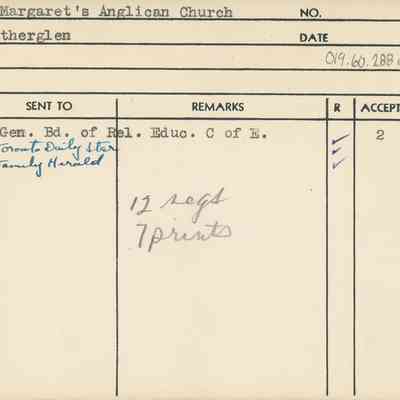 Margaret's Anglican Church NO.
therglen DATE
019.60.288
SENT TO REMARKS R ACCEPT
Gen. Bd. of Rel. Educ. C of E. 2
Toronto Daily Star
Family Herald
12 negs
7 prints